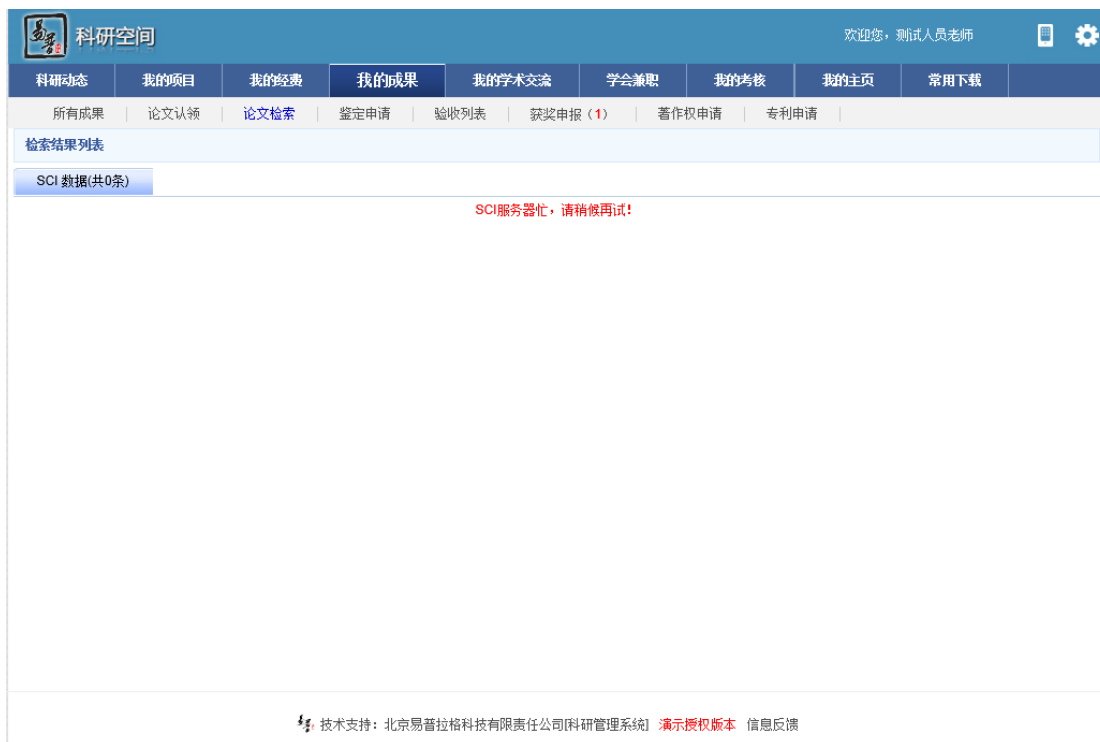 易普 科研空间 欢迎您，测试人员老师
科研动态 我的项目 我的经费 我的成果 我的学术交流 学会兼职 我的考核 我的主页 常用下载
所有成果 | 论文认领 | 论文检索 | 鉴定申请 | 验收列表 | 获奖申报（1） | 著作权申请 | 专利申请 |
检索结果列表
SCI 数据(共0条)
SCI服务器忙，请稍候再试!
易普 技术支持：北京易普拉格科技有限责任公司[科研管理系统] 演示授权版本 信息反馈